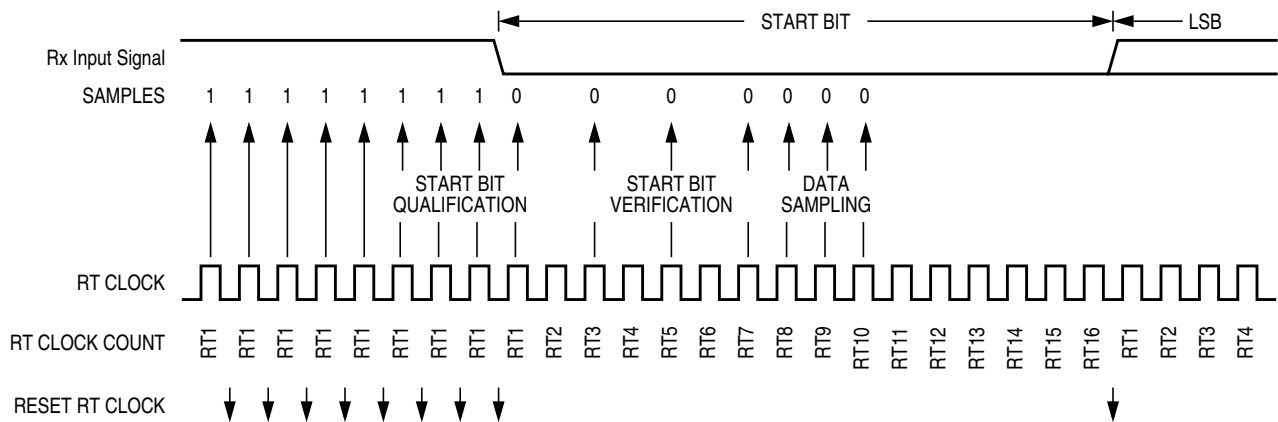 START BIT LSB
Rx Input Signal
SAMPLES 1 1 1 1 1 1 1 1 0 0 0 0 0 0 0
START BIT QUALIFICATION
START BIT VERIFICATION
DATA SAMPLING
RT CLOCK
RT CLOCK COUNT RT1 RT1 RT1 RT1 RT1 RT1 RT1 RT1 RT1 RT2 RT3 RT4 RT5 RT6 RT7 RT8 RT9 RT10 RT11 RT12 RT13 RT14 RT15 RT16 RT1 RT2 RT3 RT4
RESET RT CLOCK